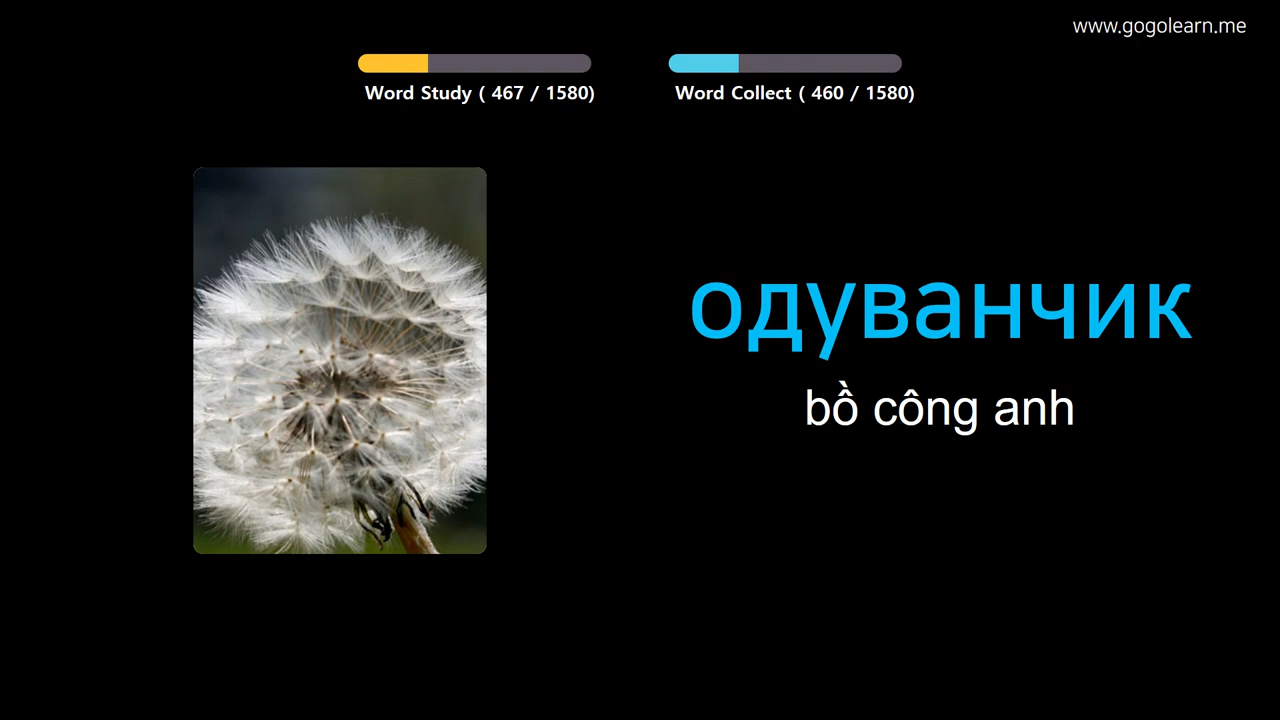 www.gogolearn.me
Word Study ( 467 / 1580)
Word Collect ( 460 / 1580)
одуванчик
bồ công anh